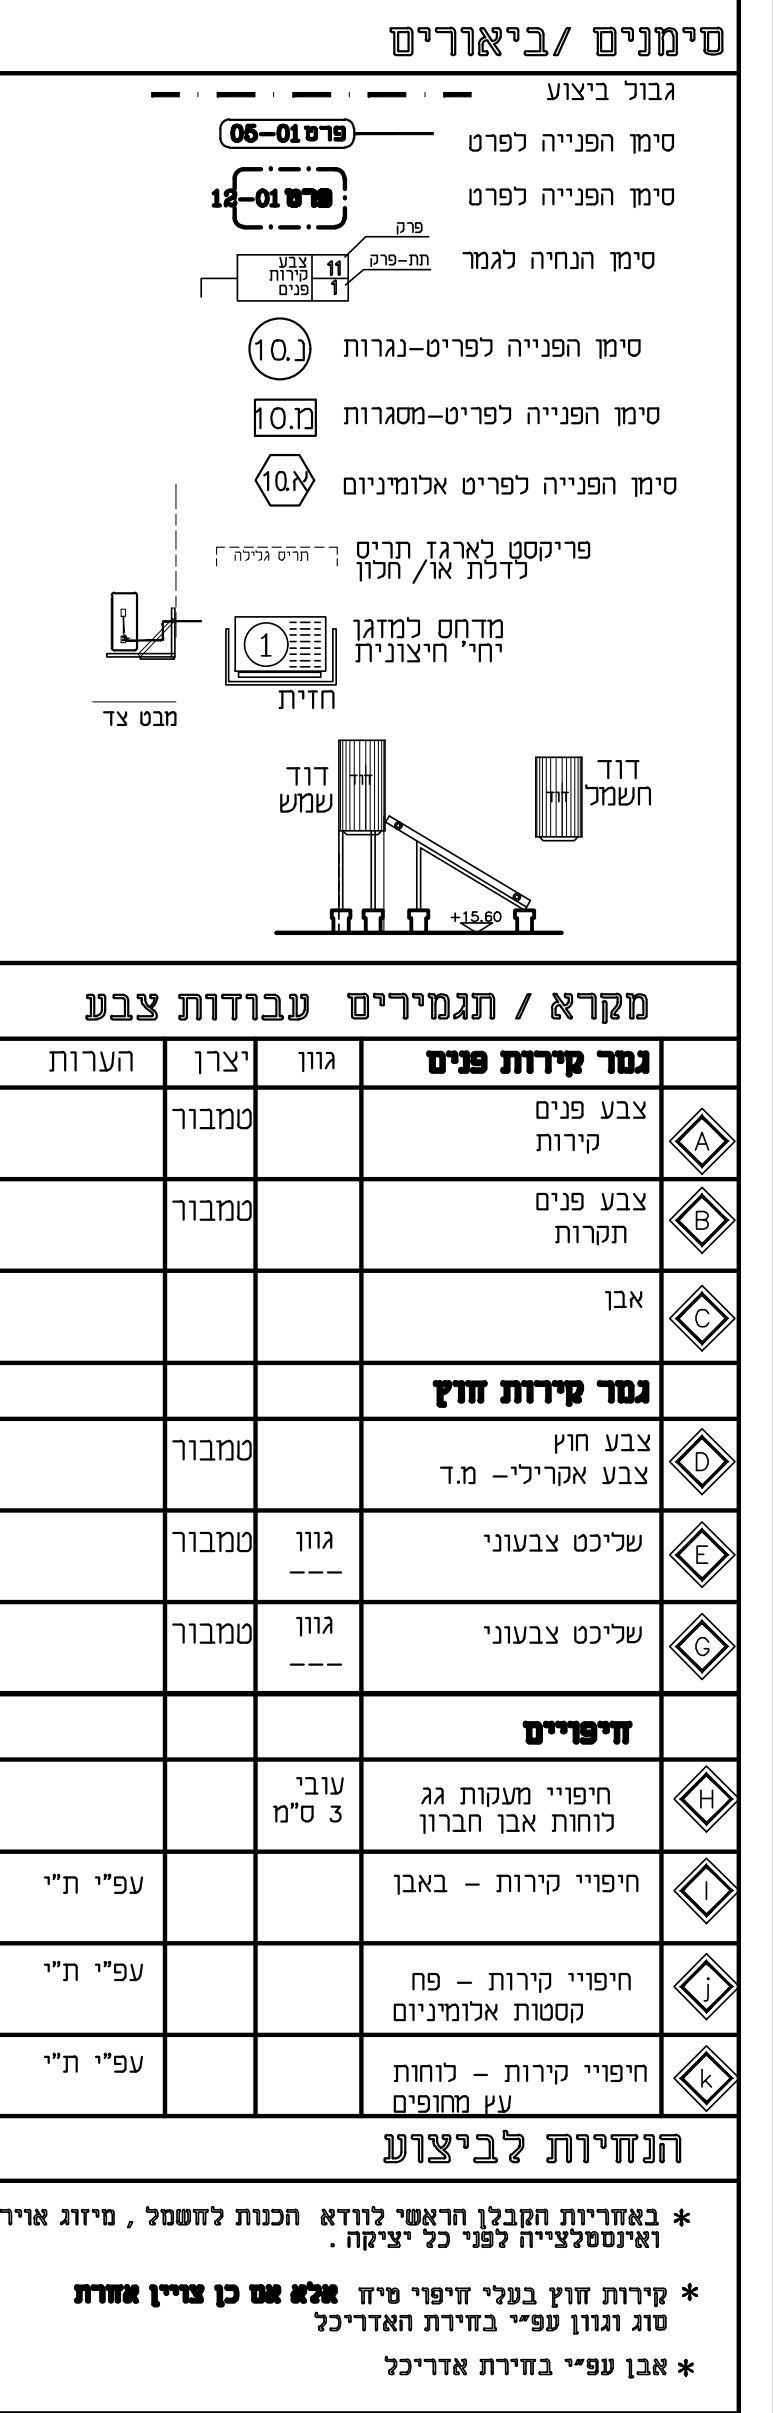 סימנים /ביאורים
גבול ביצוע
סימן הפנייה לפרט
פרט 05-01
סימן הפנייה לפרט
פרט 12-01
סימן הנחיה לגמר
פרק
תת-פרק
צבע
קירות
פנים
11
1
סימן הפנייה לפריט-נגרות
נ.10
סימן הפנייה לפריט-מסגרות
מ.10
סימן הפנייה לפריט אלומיניום
א.10
פריקסט לארגז תריס
לדלת או/ חלון
תריס גלילה
מדחס למזגן
יחי' חיצונית
1
חזית
מבט צד
דוד
חשמל
דוד
דוד
שמש
דוד
+15.60
מקרא / תגמירים עבודות צבע
גמר קירות פנים גוון יצרן הערות
A צבע פנים טמבור
קירות
B צבע פנים טמבור
תקרות
C אבן
גמר קירות חוץ
D צבע חוץ טמבור
צבע אקרילי- מ.ד
E שליכט צבעוני גוון טמבור
---
G שליכט צבעוני גוון טמבור
---
חיפויים
H חיפויי מעקות גג עובי
לוחות אבן חברון 3 ס"מ
I חיפויי קירות - באבן עפ"י ת"י
j חיפויי קירות - פח עפ"י ת"י
קסטות אלומיניום
k חיפויי קירות - לוחות עפ"י ת"י
עץ מחופים
הנחיות לביצוע
* באחריות הקבלן הראשי לוודא הכנות לחשמל , מיזוג אויר
ואינסטלצייה לפני כל יציקה .
* קירות חוץ בעלי חיפוי טיח אלא אם כן צויין אחרת
סוג וגוון עפ"י בחירת האדריכל
* אבן עפ"י בחירת אדריכל